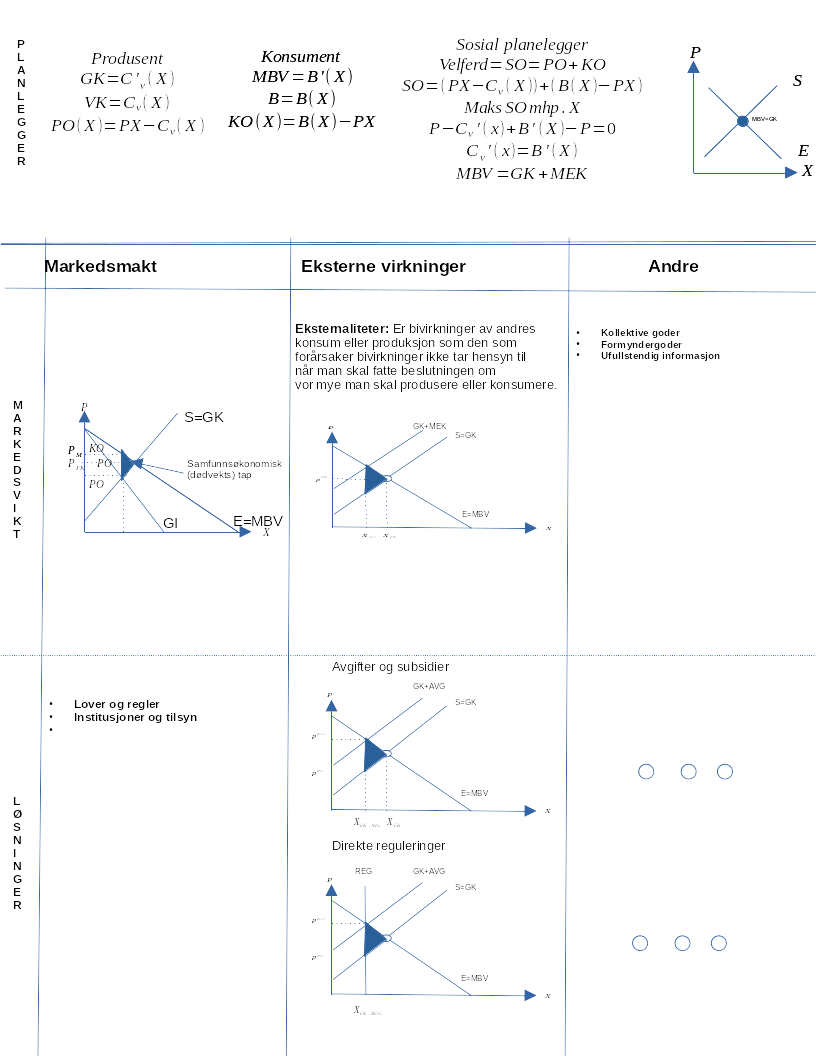 PLANLEGGER
Produsent
GK=C'v(X)
VK=Cv(X)
PO(X)=PX−Cv(X)
Konsument
MBV=B'(X)
B=B(X)
KO(X)=B(X)−PX
Sosial planelegger
Velferd=SO=PO+KO
SO=(PX−Cv(X))+(B(X)−PX)
Maks SO mhp. X
P−Cv'(x)+B'(X)−P=0
Cv'(x)=B'(X)
MBV=GK+MEK
P
S
MBV=GK
E
X
Markedsmakt
Eksterne virkninger
Andre
MARKEDSVIKT
P
S=GK
PM
KO
PO
PO
Samfunnsøkonomisk
(dødvekts) tap
GI
E=MBV
X
Eksternaliteter: Er bivirkninger av andres
konsum eller produksjon som den som
forårsaker bivirkninger ikke tar hensyn til
når man skal fatte beslutningen om
vor mye man skal produsere eller konsumere.
P
GK+MEK
S=GK
E=MBV
X
• Kollektive goder
• Formyndergoder
• Ufullstendig informasjon
LØSNINGER
• Lover og regler
• Institusjoner og tilsyn
•
Avgifter og subsidier
P
GK+AVG
S=GK
E=MBV
X
Direkte reguleringer
P
REG
GK+AVG
S=GK
E=MBV
X